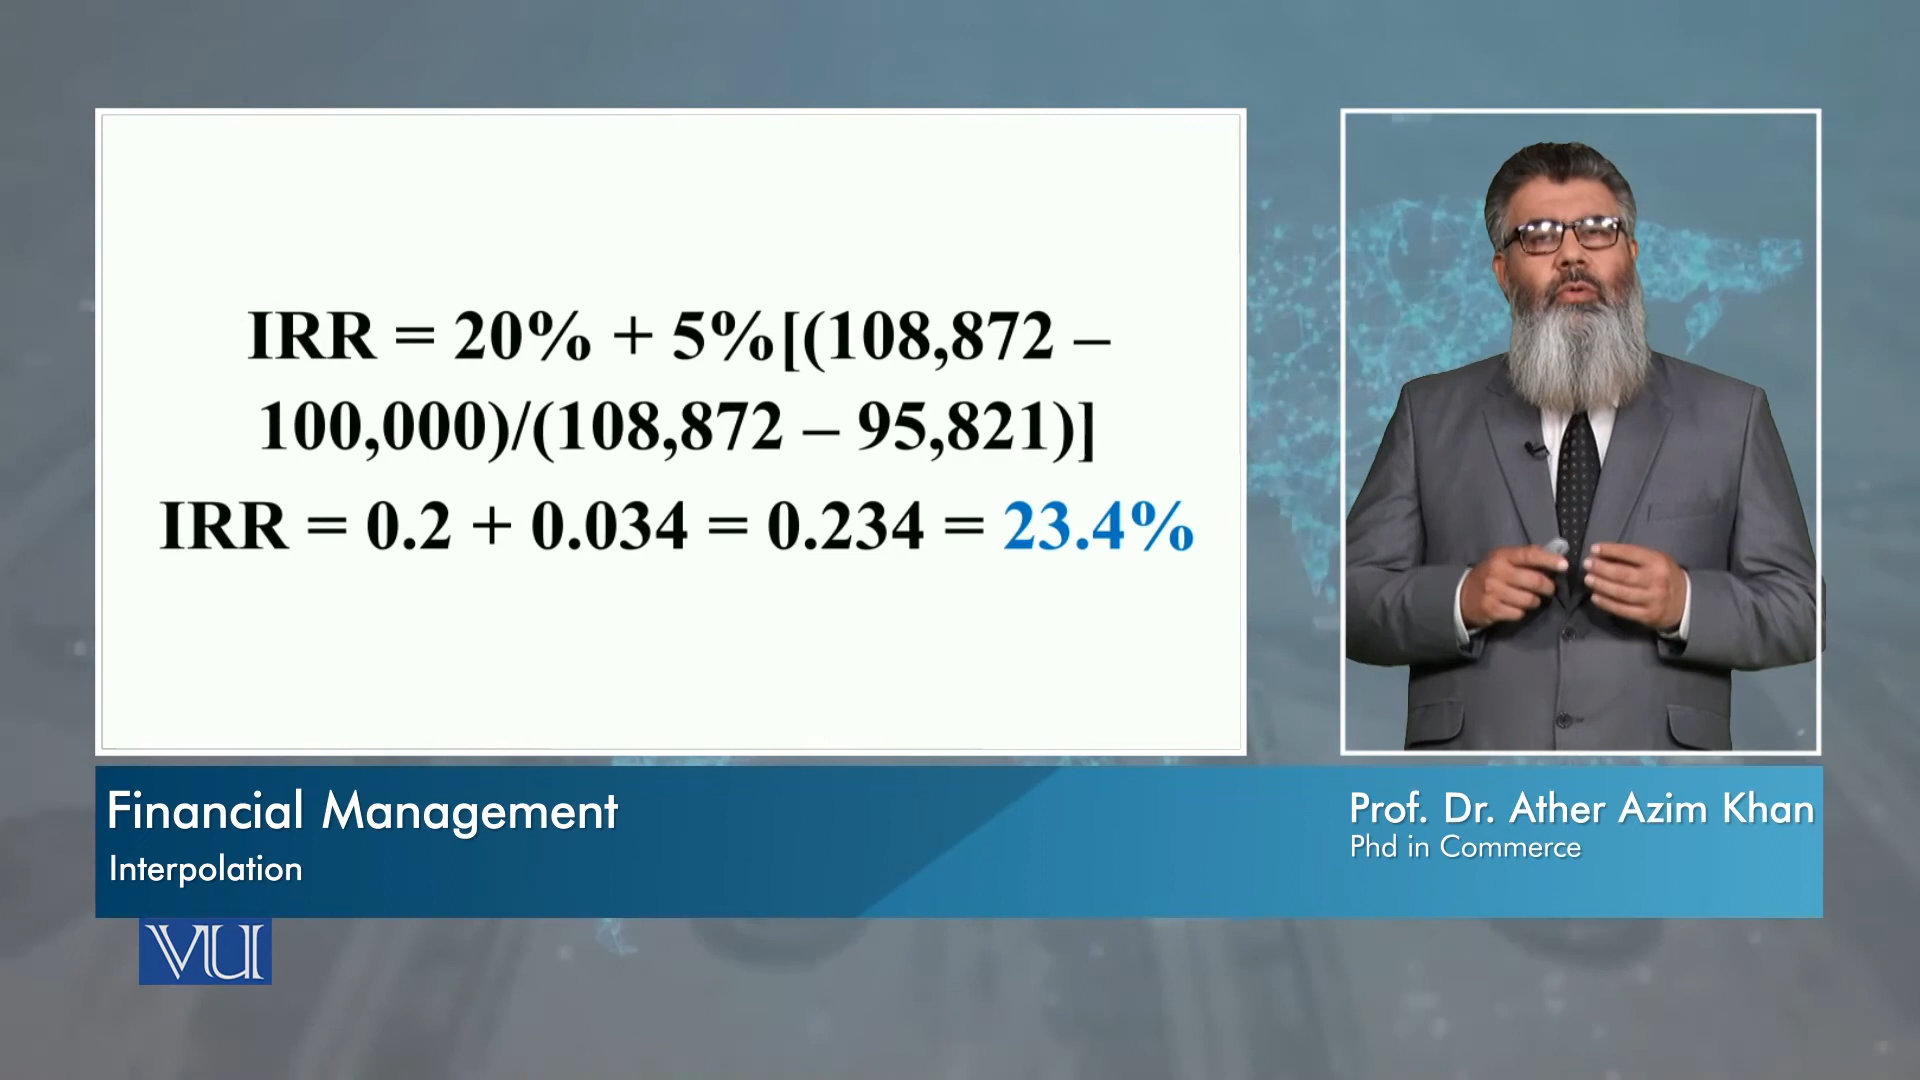 IRR = 20% + 5%[(108,872 –
100,000)/(108,872 – 95,821)]
IRR = 0.2 + 0.034 = 0.234 = 23.4%
Financial Management
Interpolation
Prof. Dr. Ather Azim Khan
Phd in Commerce
VU